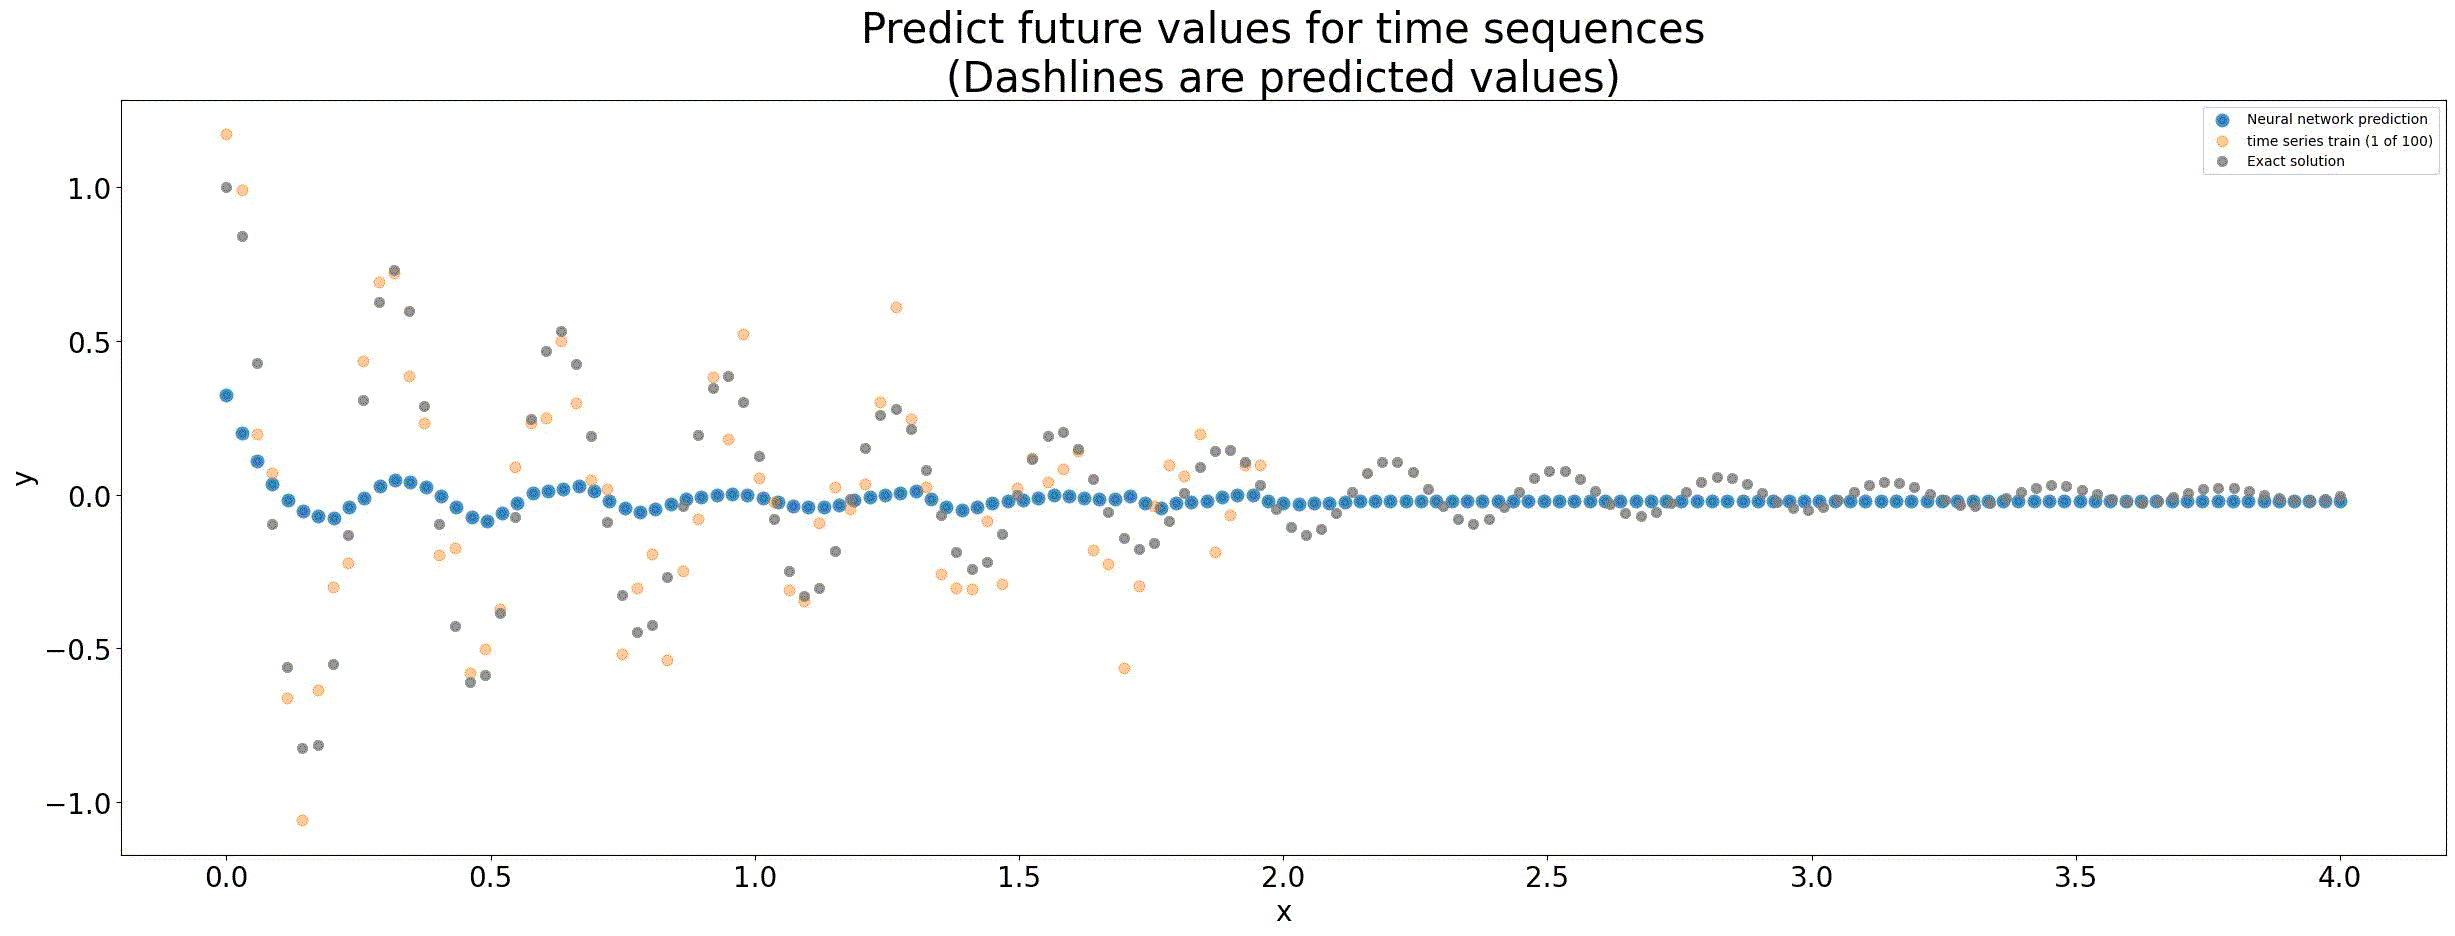 Predict future values for time sequences
(Dashlines are predicted values)
Neural network prediction
time series train (1 of 100)
Exact solution
1.0
0.5
0.0
−0.5
−1.0
y
0.0 0.5 1.0 1.5 2.0 2.5 3.0 3.5 4.0
x